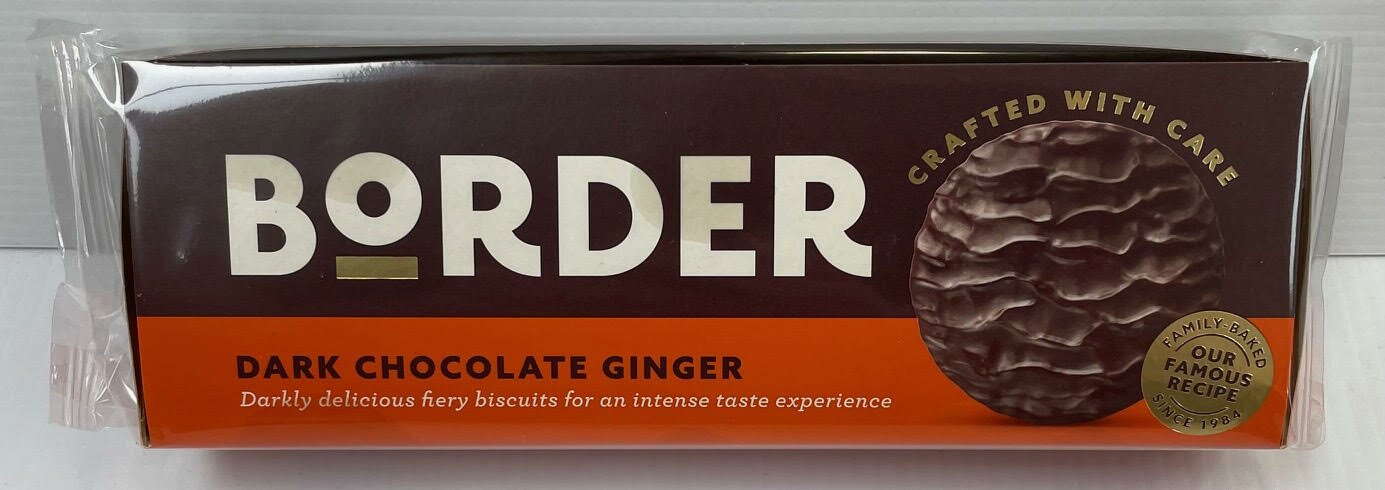 BORDER
DARK CHOCOLATE GINGER
Darkly delicious fiery biscuits for an intense taste experience
CRAFTED WITH CARE
FAMILY-BAKED
OUR
FAMOUS
RECIPE
SINCE 1984